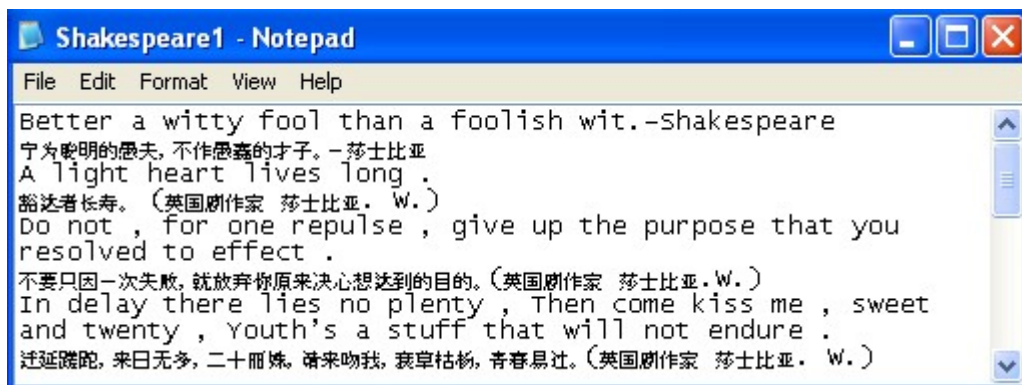 Shakespeare1 - Notepad
File Edit Format View Help
Better a witty fool than a foolish wit.-Shakespeare
宁为聪明的愚夫,不作愚蠢的才子。-莎士比亚
A light heart lives long .
豁达者长寿。 (英国剧作家 莎士比亚. W.)
Do not , for one repulse , give up the purpose that you
resolved to effect .
不要只因一次失败,就放弃你原来决心想达到的目的。(英国剧作家 莎士比亚.W.)
In delay there lies no plenty , Then come kiss me , sweet
and twenty , Youth's a stuff that will not endure .
迁延蹉跎,来日无多,二十丽姝,请来吻我,衰草枯杨,青春易过。(英国剧作家 莎士比亚. W.)